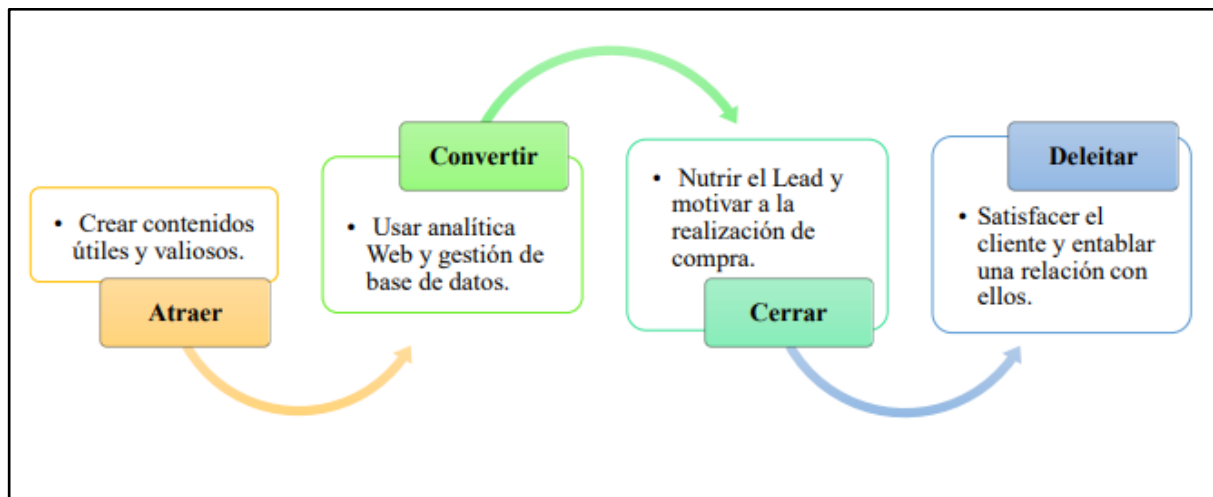 • Crear contenidos
útiles y valiosos.
Atraer
Convertir
• Usar analítica
Web y gestión de
base de datos.
• Nutrir el Lead y
motivar a la
realización de
compra.
Cerrar
Deleitar
• Satisfacer el
cliente y entablar
una relación con
ellos.